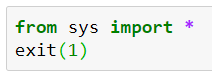 from sys import *
exit(1)